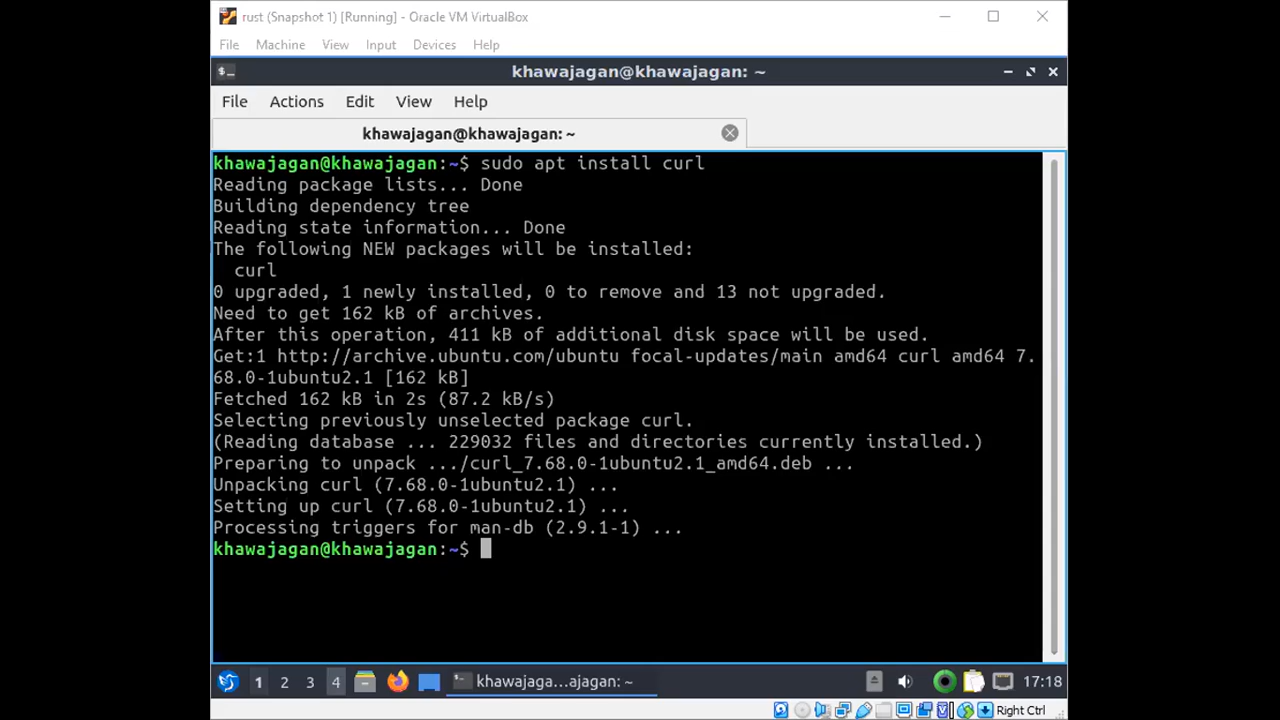 rust (Snapshot 1) [Running] - Oracle VM VirtualBox
File Machine View Input Devices Help
khawajagan@khawajagan: ~
File Actions Edit View Help
khawajagan@khawajagan: ~
khawajagan@khawajagan:~$ sudo apt install curl
Reading package lists... Done
Building dependency tree
Reading state information... Done
The following NEW packages will be installed:
  curl
0 upgraded, 1 newly installed, 0 to remove and 13 not upgraded.
Need to get 162 kB of archives.
After this operation, 411 kB of additional disk space will be used.
Get:1 http://archive.ubuntu.com/ubuntu focal-updates/main amd64 curl amd64 7.
68.0-1ubuntu2.1 [162 kB]
Fetched 162 kB in 2s (87.2 kB/s)
Selecting previously unselected package curl.
(Reading database ... 229032 files and directories currently installed.)
Preparing to unpack .../curl_7.68.0-1ubuntu2.1_amd64.deb ...
Unpacking curl (7.68.0-1ubuntu2.1) ...
Setting up curl (7.68.0-1ubuntu2.1) ...
Processing triggers for man-db (2.9.1-1) ...
khawajagan@khawajagan:~$
1 2 3 4 khawajaga...ajagan: ~ 17:18
Right Ctrl